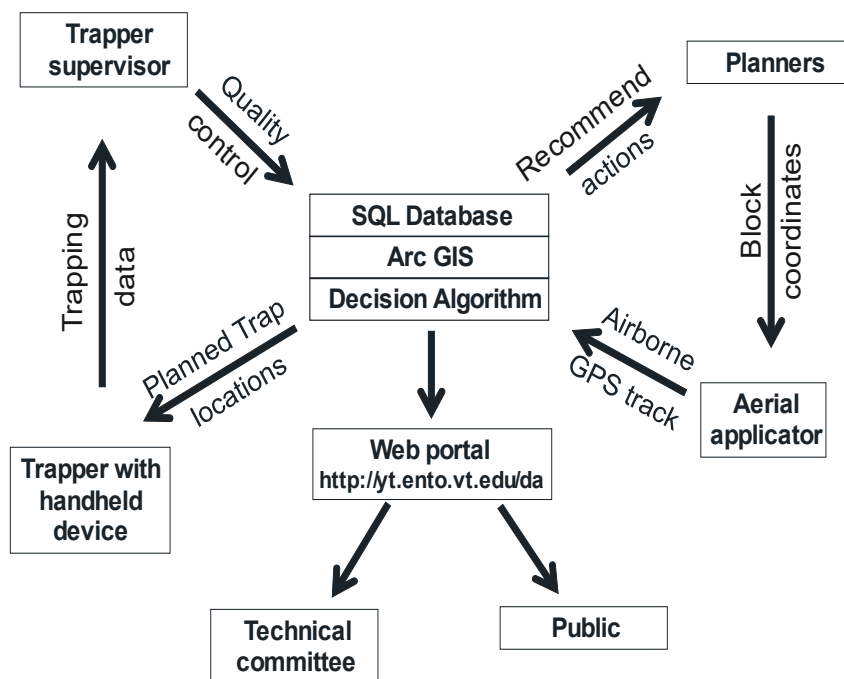 Trapper
supervisor
Planners
Quality
control
Recommend
actions
SQL Database
Arc GIS
Decision Algorithm
Trapping
data
Block
coordinates
Planned Trap
locations
Airborne
GPS track
Aerial
applicator
Trapper with
handheld
device
Web portal
http://yt.ento.vt.edu/da
Technical
committee
Public